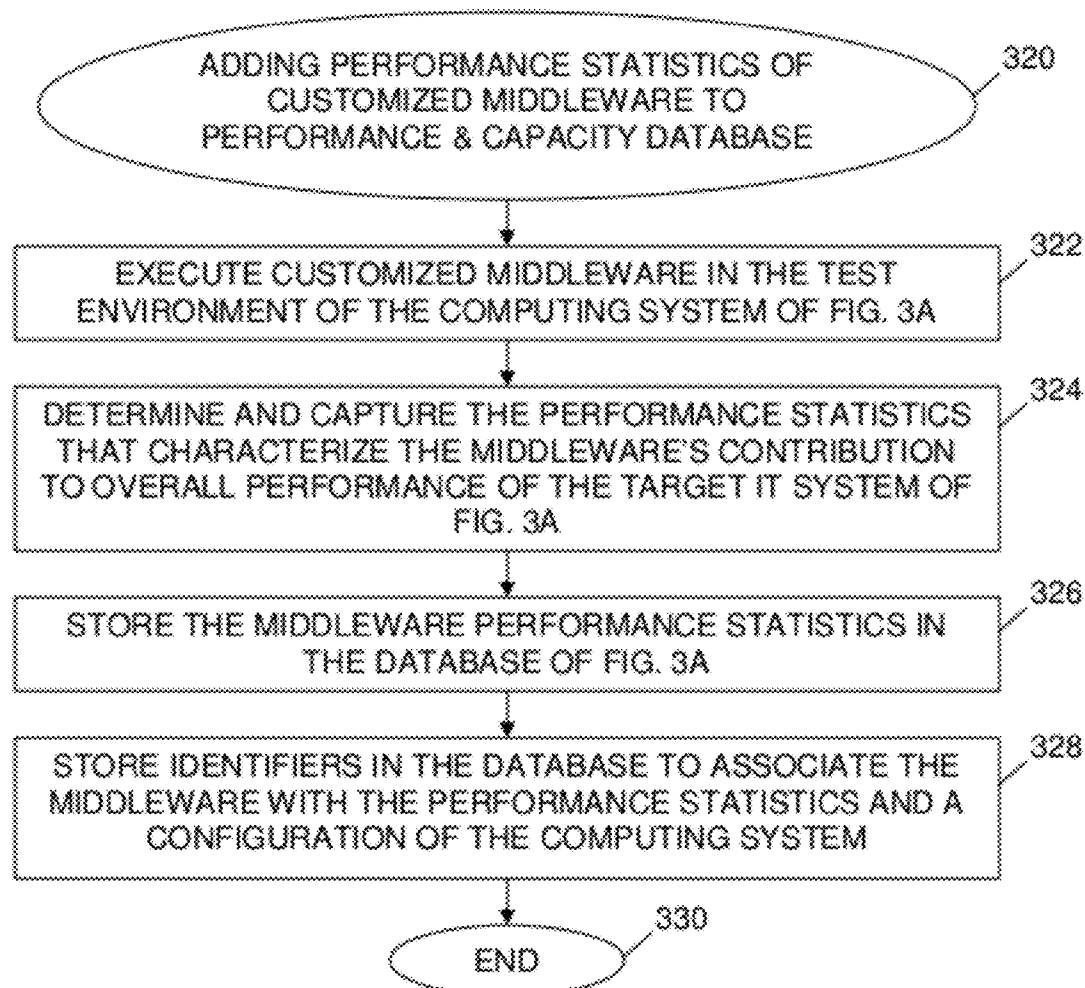 ADDING PERFORMANCE STATISTICS OF
CUSTOMIZED MIDDLEWARE TO
PERFORMANCE & CAPACITY DATABASE
320
EXECUTE CUSTOMIZED MIDDLEWARE IN THE TEST
ENVIRONMENT OF THE COMPUTING SYSTEM OF FIG. 3A
322
DETERMINE AND CAPTURE THE PERFORMANCE STATISTICS
THAT CHARACTERIZE THE MIDDLEWARE'S CONTRIBUTION
TO OVERALL PERFORMANCE OF THE TARGET IT SYSTEM OF
FIG. 3A
324
STORE THE MIDDLEWARE PERFORMANCE STATISTICS IN
THE DATABASE OF FIG. 3A
326
STORE IDENTIFIERS IN THE DATABASE TO ASSOCIATE THE
MIDDLEWARE WITH THE PERFORMANCE STATISTICS AND A
CONFIGURATION OF THE COMPUTING SYSTEM
328
END
330